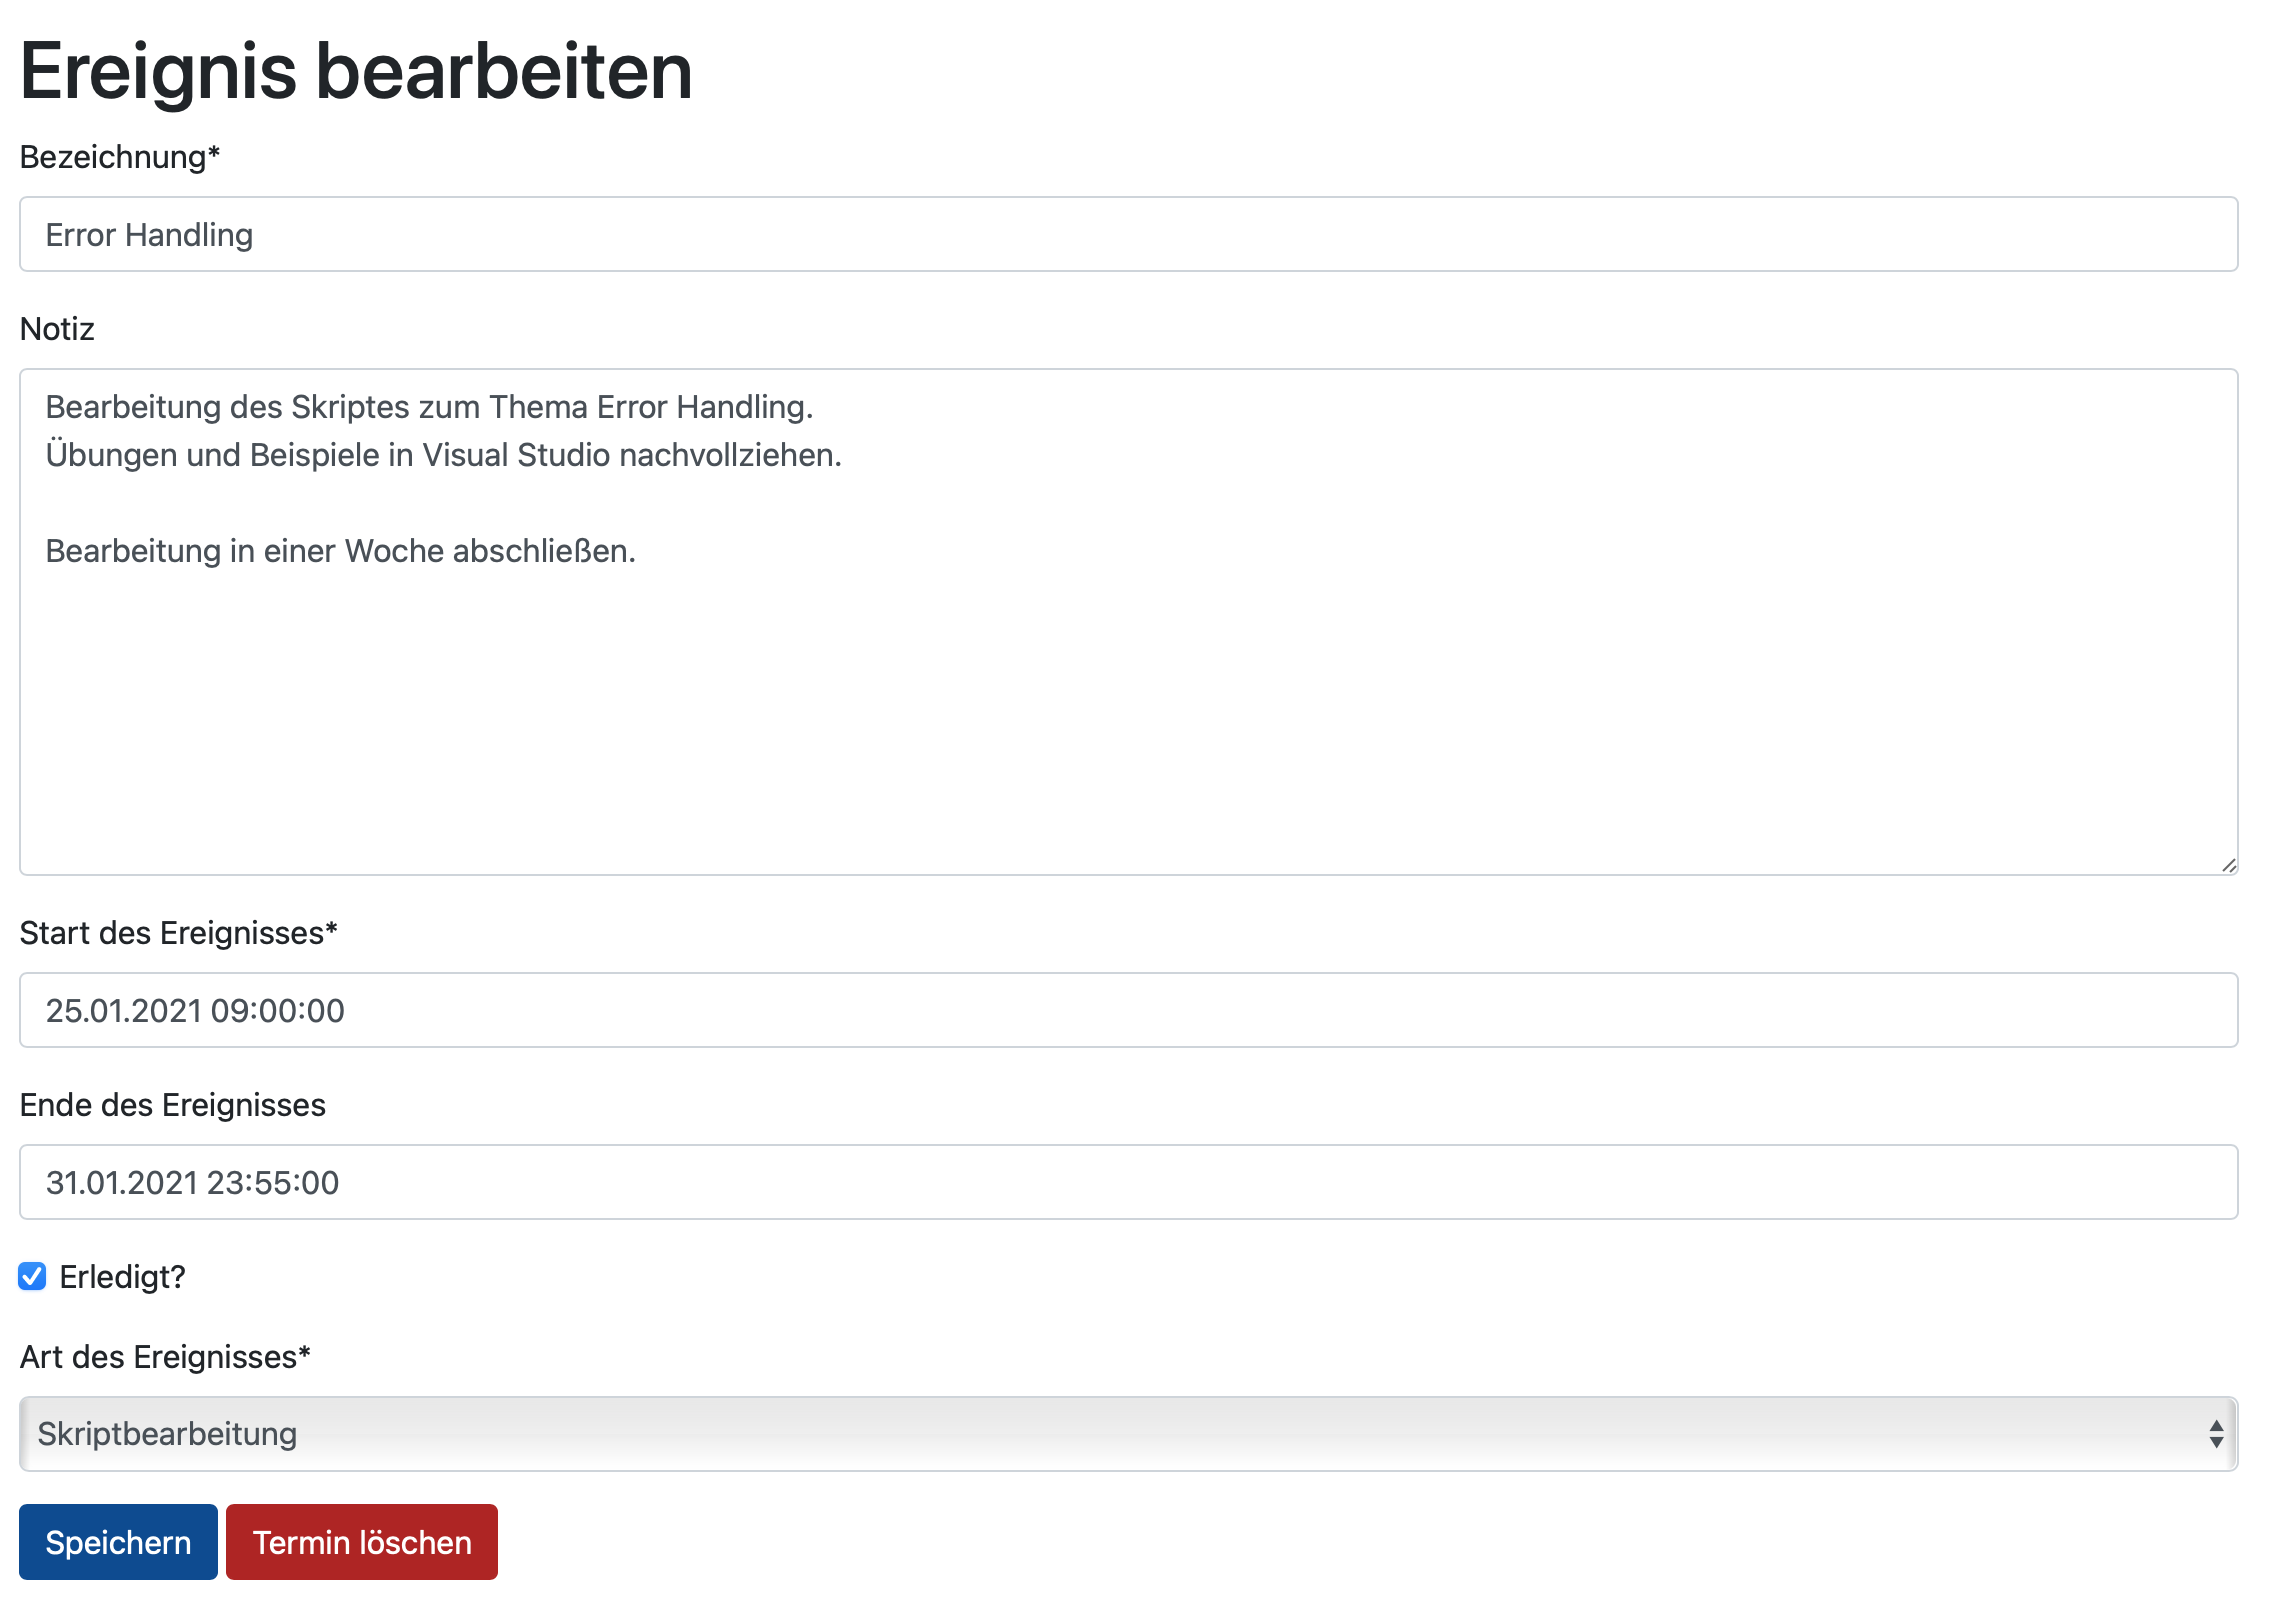 Ereignis bearbeiten
Bezeichnung*
Error Handling
Notiz
Bearbeitung des Skriptes zum Thema Error Handling.
Übungen und Beispiele in Visual Studio nachvollziehen.
Bearbeitung in einer Woche abschließen.
Start des Ereignisses*
25.01.2021 09:00:00
Ende des Ereignisses
31.01.2021 23:55:00
Erledigt?
Art des Ereignisses*
Skriptbearbeitung
Speichern Termin löschen